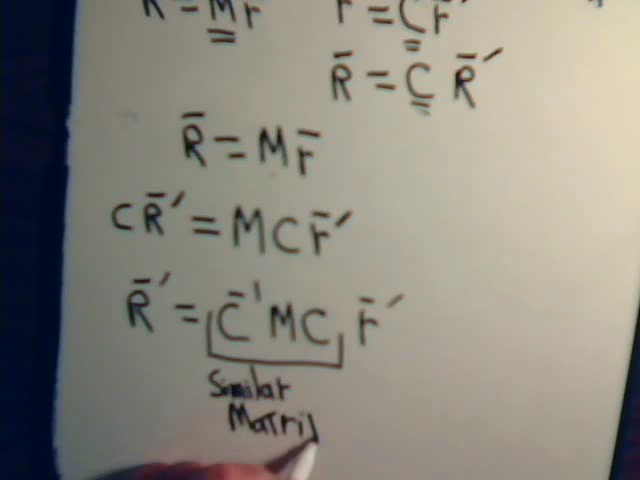 R̄ = M r̄   r̄ = C r̄′
R̄ = C R̄′
R̄ = M r̄
C R̄′ = M C r̄′
R̄′ = C⁻¹ M C r̄′
Similar
Matrix